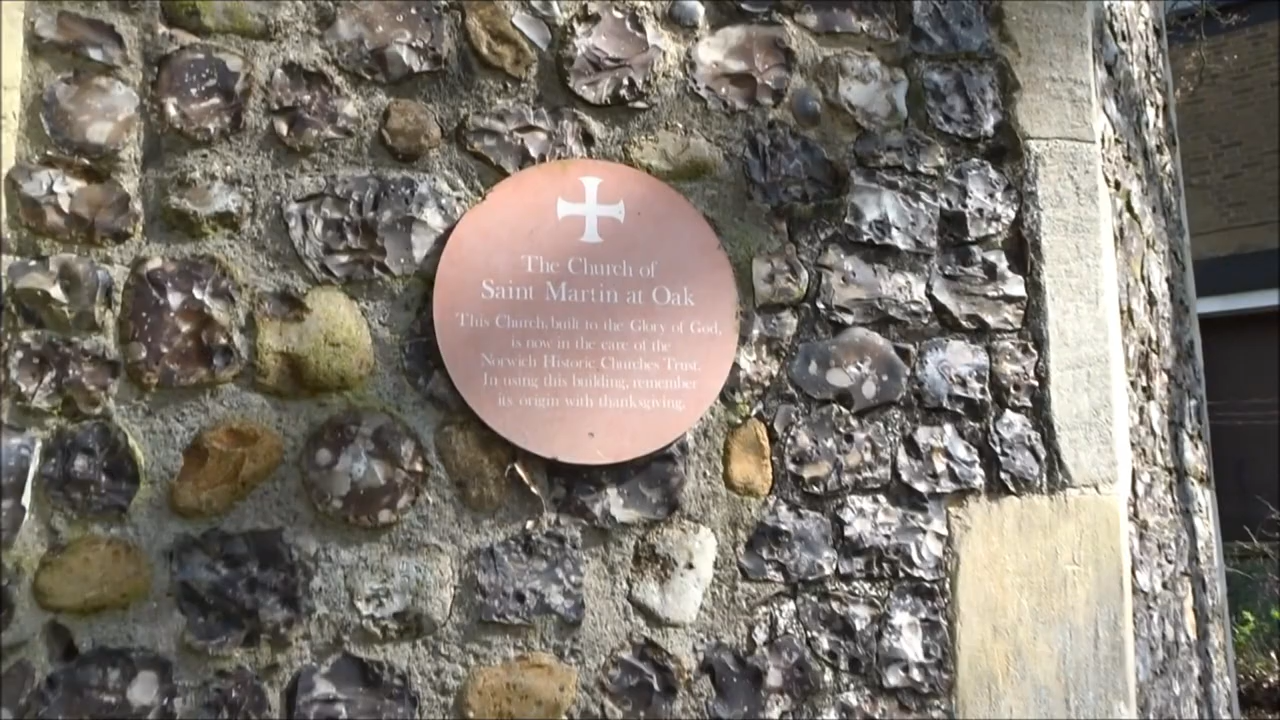 The Church of
Saint Martin at Oak
This Church, built to the Glory of God,
is now in the care of the
Norwich Historic Churches Trust.
In using this building, remember
its origin with thanksgiving.